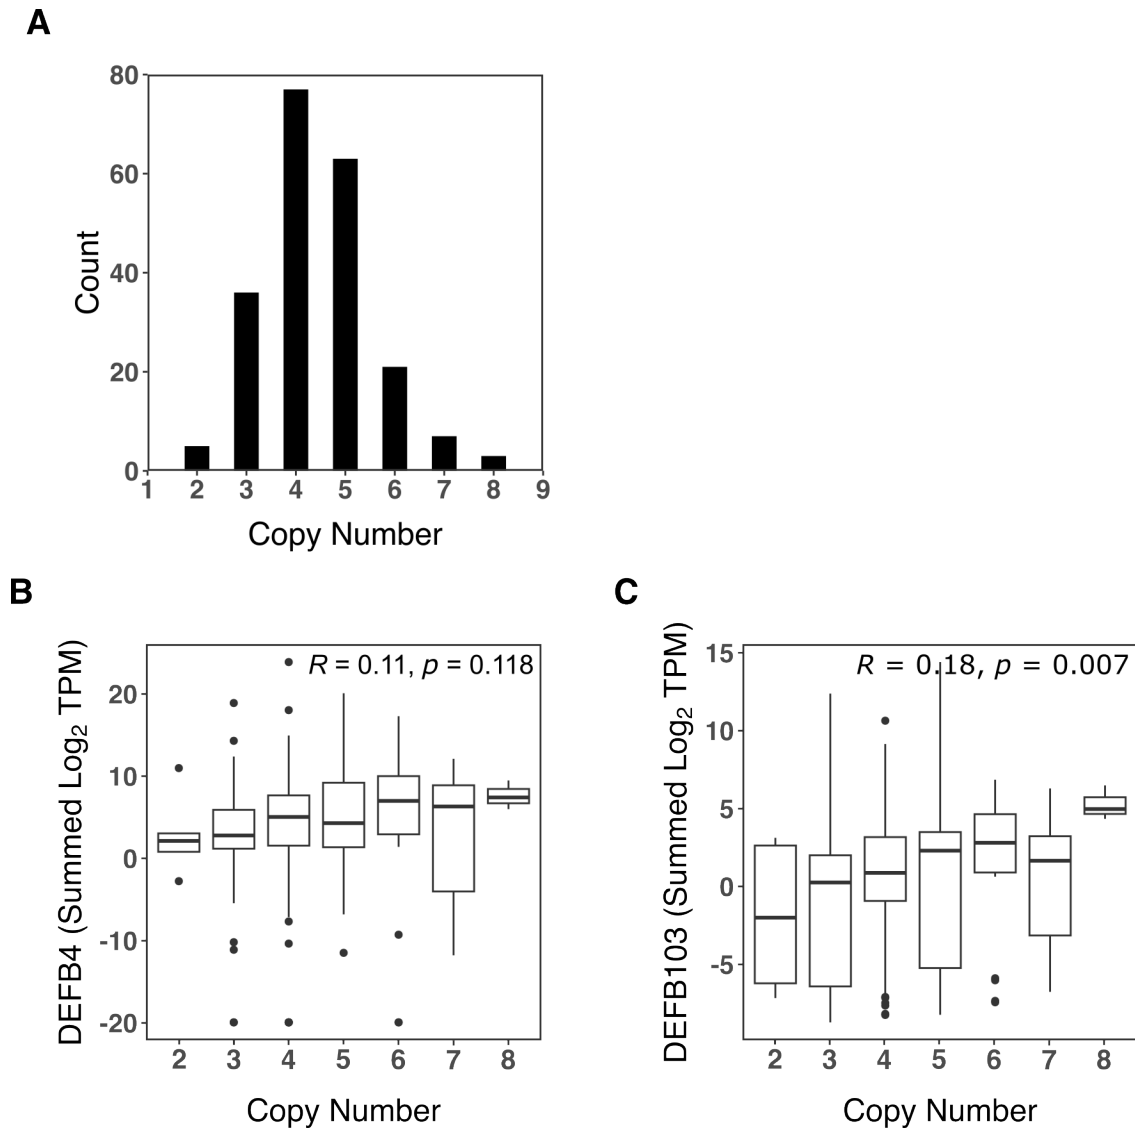 A
80
60
40
20
0
Count
1 2 3 4 5 6 7 8 9
Copy Number
B
DEFB4 (Summed Log₂ TPM)
R = 0.11, p = 0.118
20
10
0
-10
-20
2 3 4 5 6 7 8
Copy Number
C
DEFB103 (Summed Log₂ TPM)
R = 0.18, p = 0.007
15
10
5
0
-5
2 3 4 5 6 7 8
Copy Number